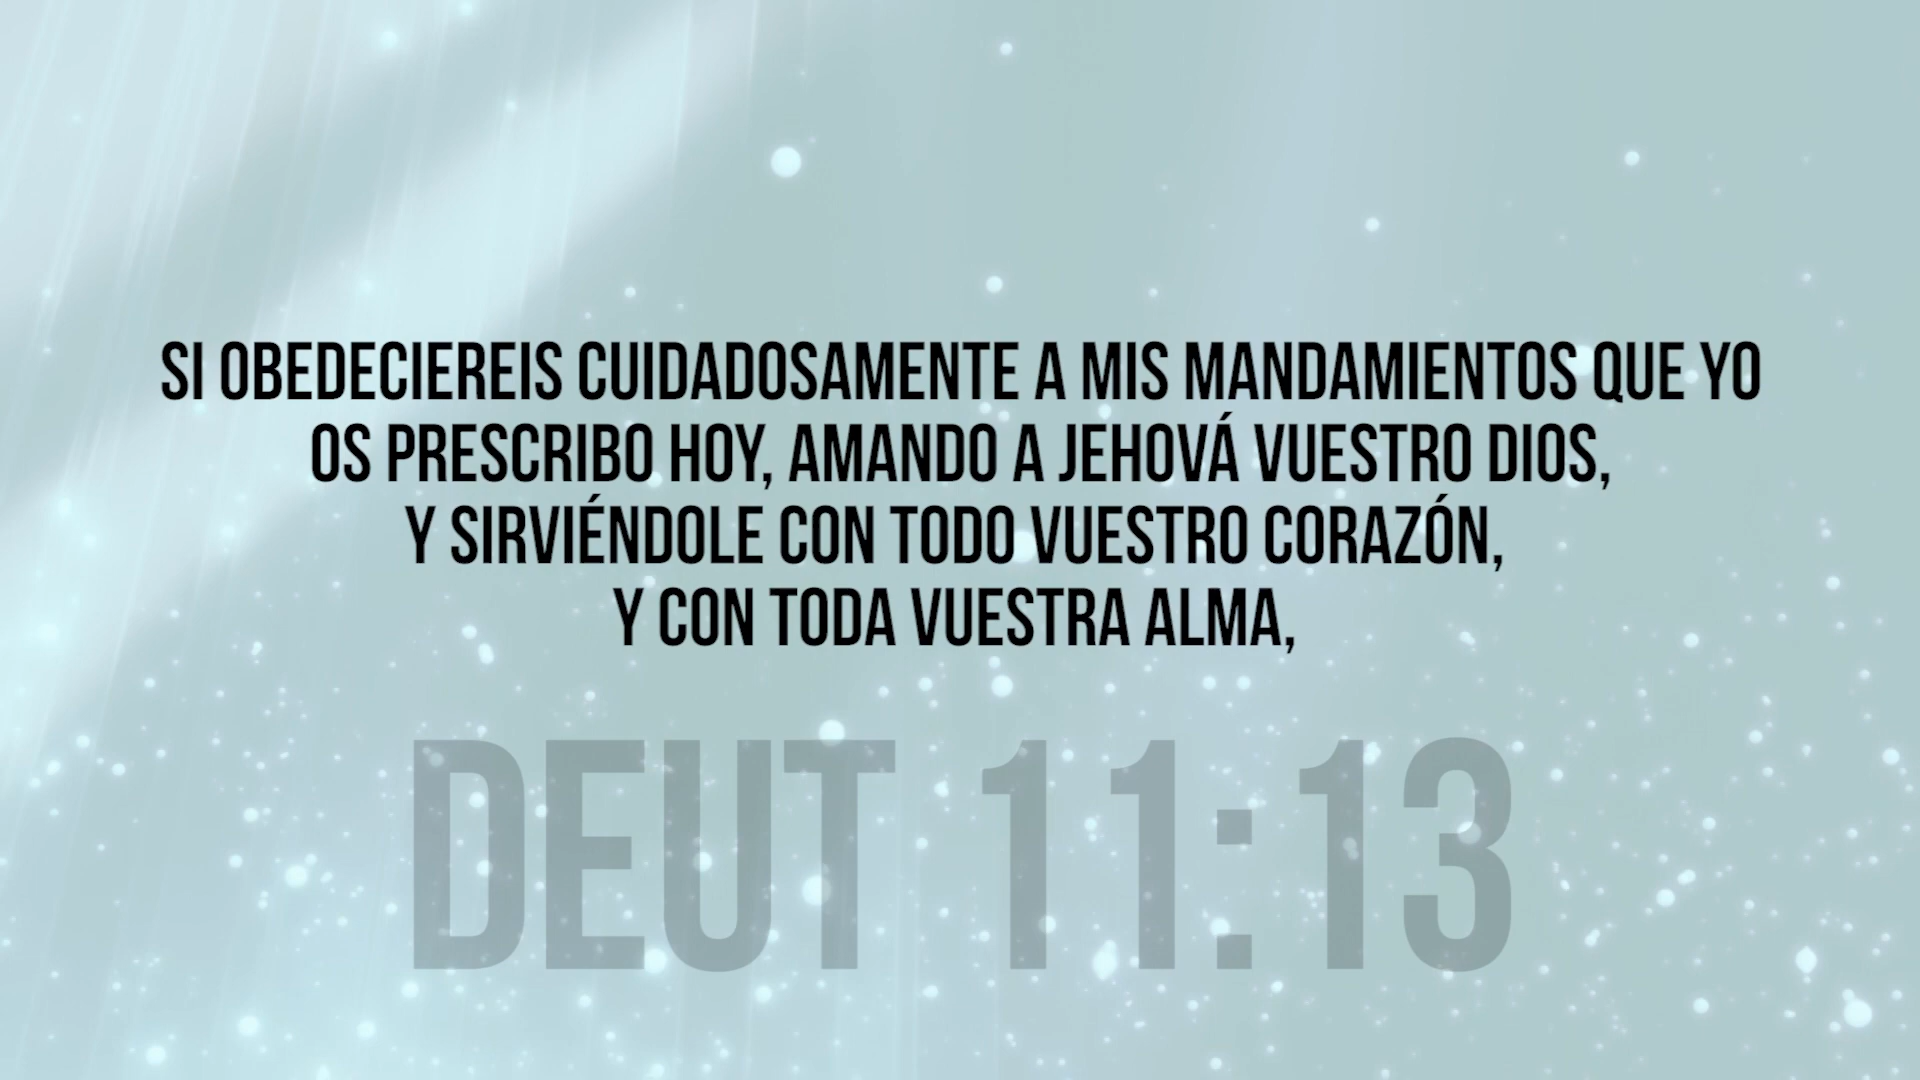 SI OBEDECIEREIS CUIDADOSAMENTE A MIS MANDAMIENTOS QUE YO
OS PRESCRIBO HOY, AMANDO A JEHOVÁ VUESTRO DIOS,
Y SIRVIÉNDOLE CON TODO VUESTRO CORAZÓN,
Y CON TODA VUESTRA ALMA,
DEUT 11:13